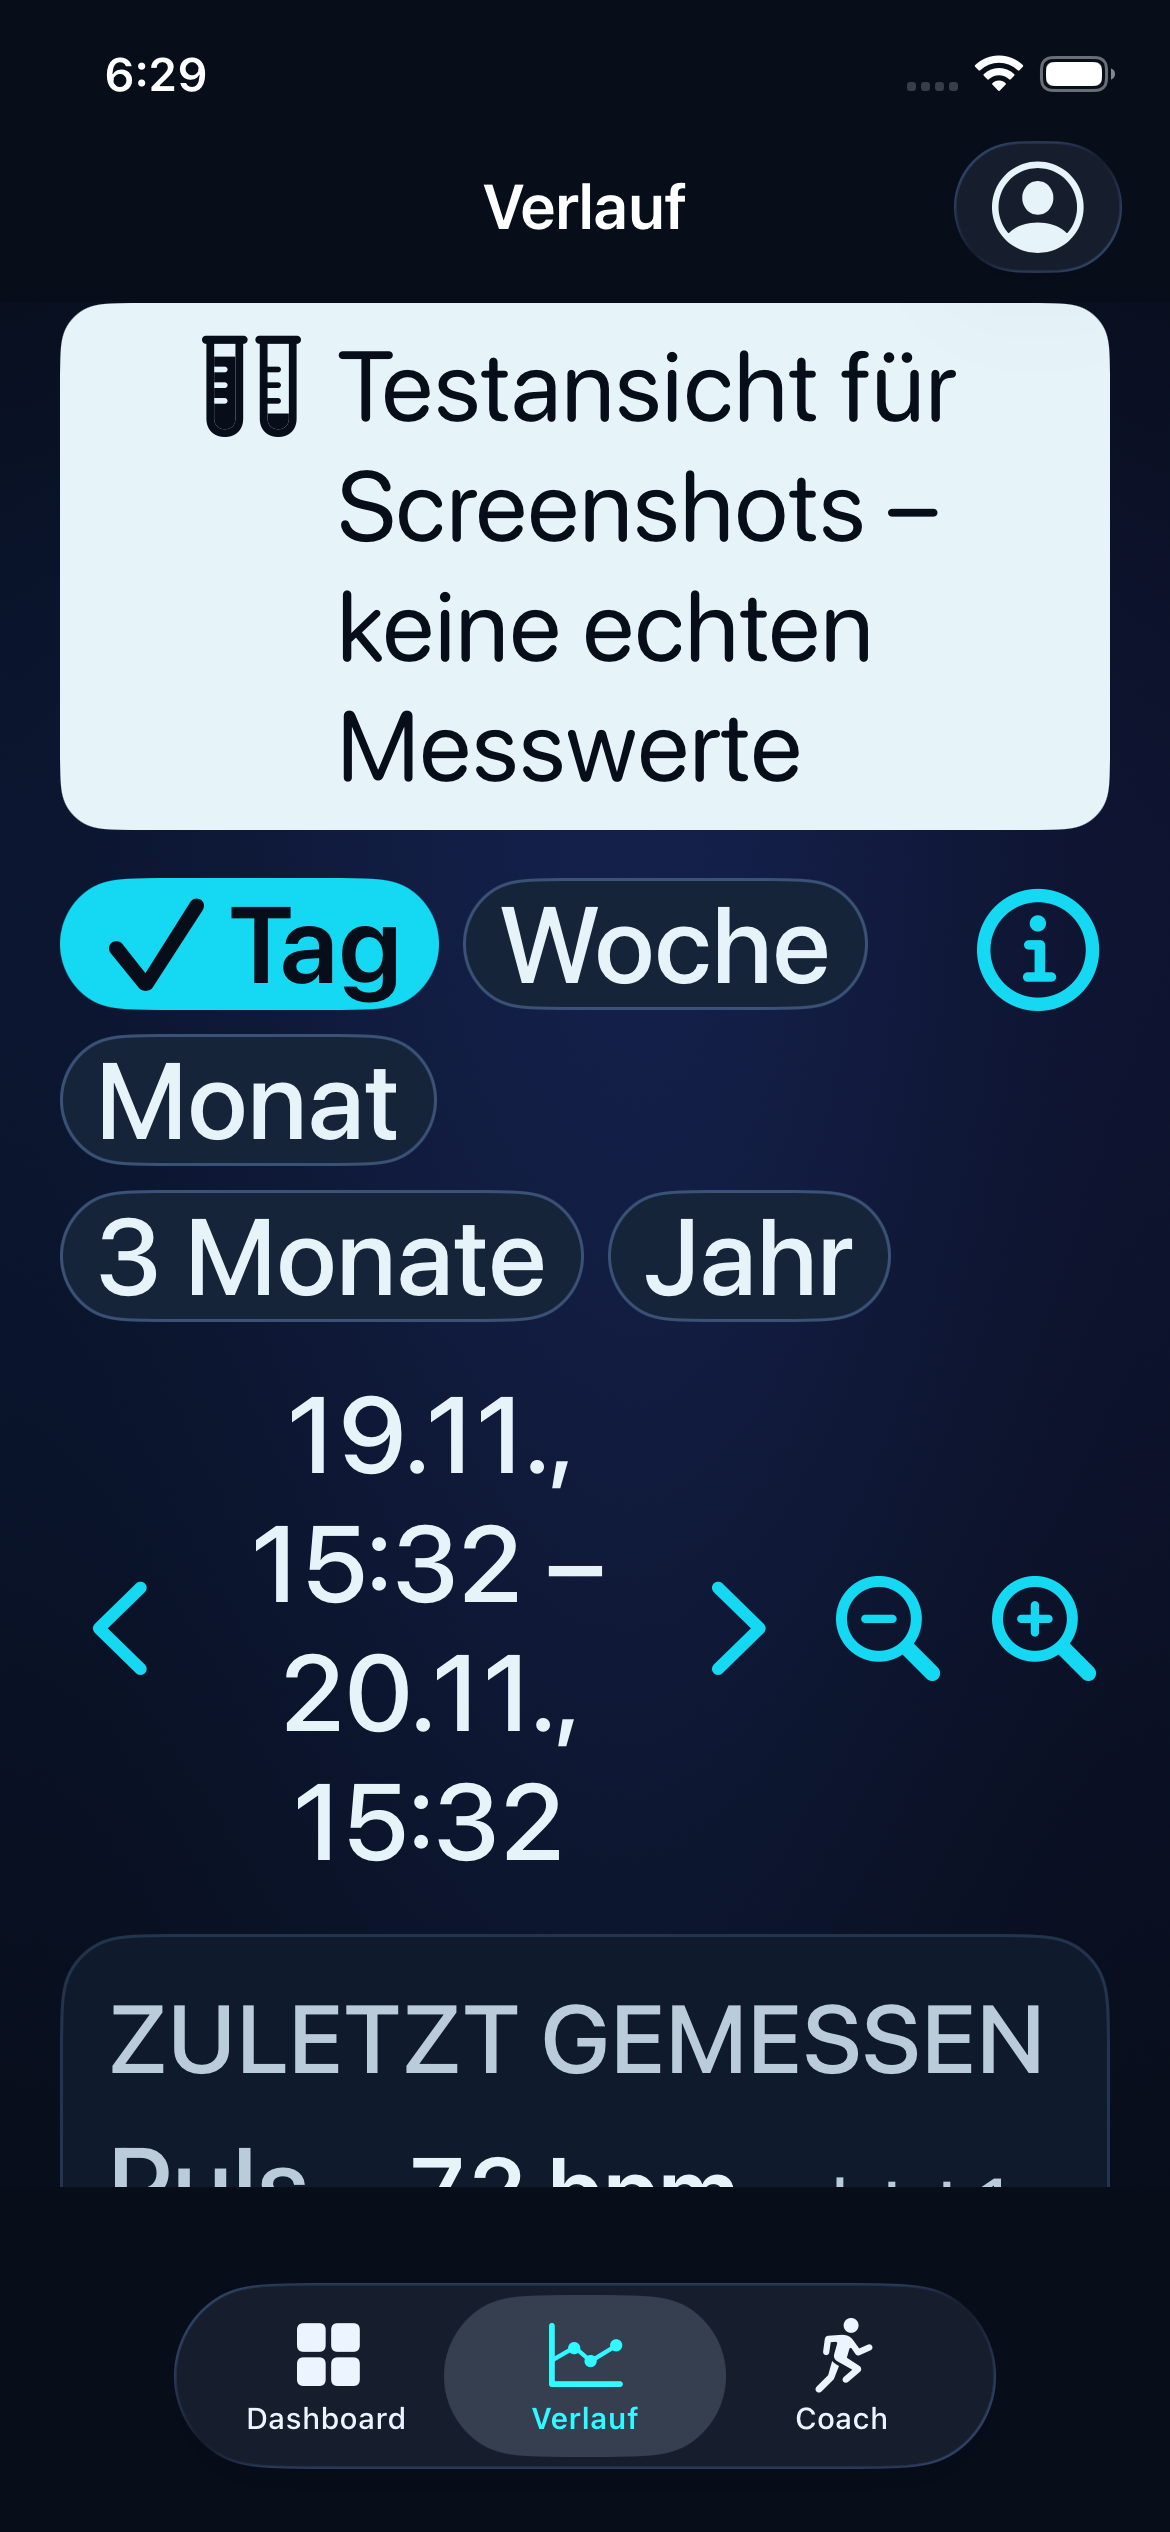 6:29
Verlauf
Testansicht für
Screenshots –
keine echten
Messwerte
Tag
Woche
Monat
3 Monate
Jahr
19.11.,
15:32 –
20.11.,
15:32
ZULETZT GEMESSEN
Puls
Dashboard
Verlauf
Coach